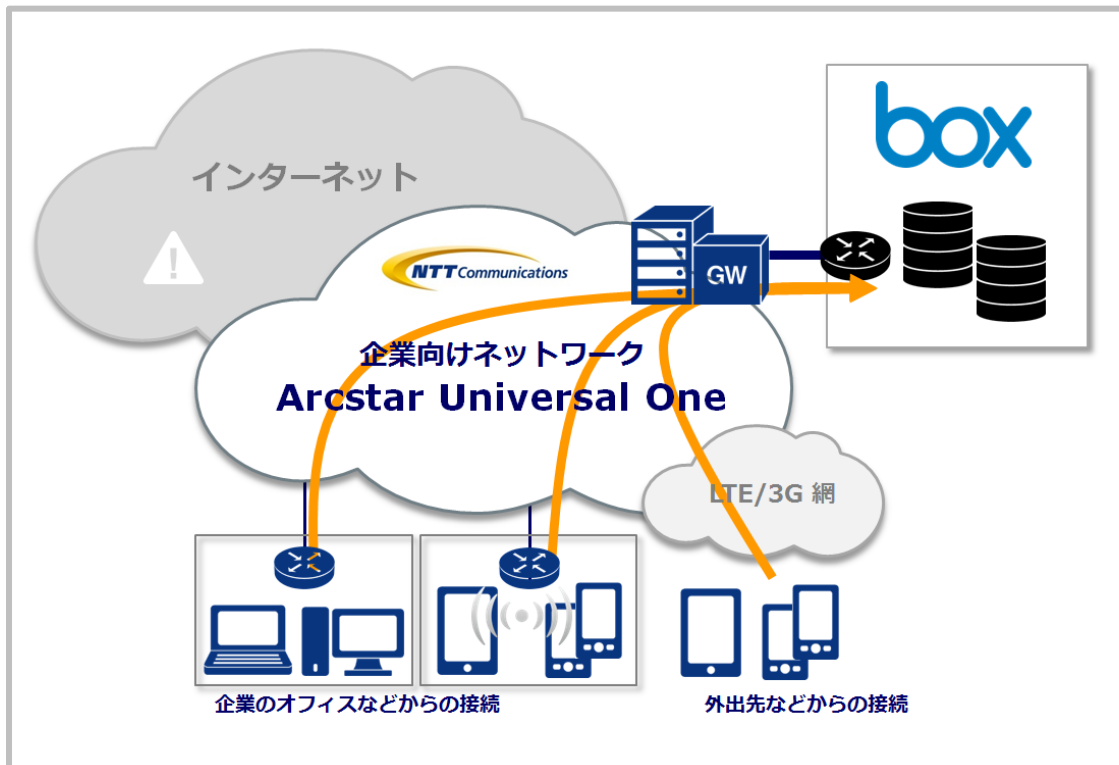 box
インターネット
!
NTT Communications
GW
企業向けネットワーク
Arcstar Universal One
LTE/3G 網
企業のオフィスなどからの接続
外出先などからの接続